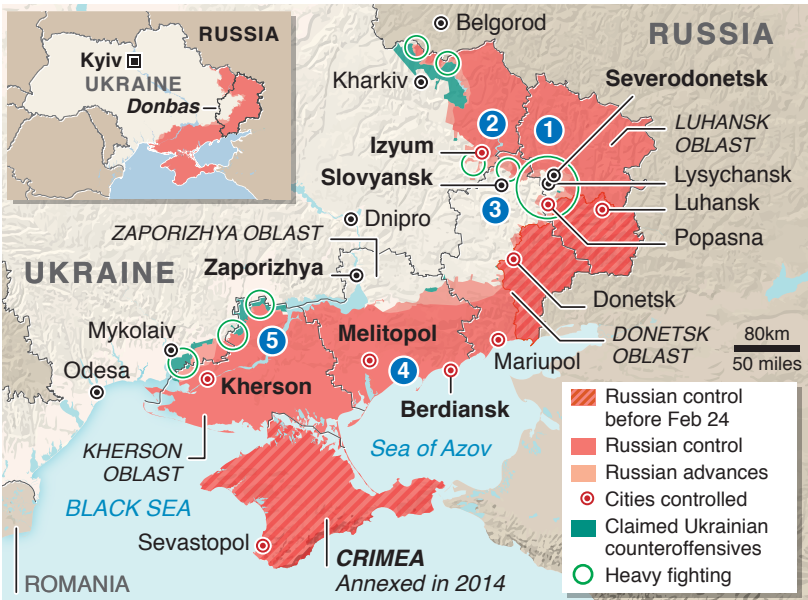 RUSSIA
Kyiv
UKRAINE
Donbas
Belgorod
RUSSIA
Kharkiv
Severodonetsk
2
1
LUHANSK
OBLAST
Izyum
Slovyansk
Lysychansk
3
Luhansk
Dnipro
Popasna
ZAPORIZHYA OBLAST
UKRAINE
Zaporizhya
Donetsk
Mykolaiv
5
Melitopol
DONETSK
OBLAST
80km
50 miles
Odesa
4
Mariupol
Kherson
Berdiansk
KHERSON
OBLAST
Sea of Azov
BLACK SEA
Sevastopol
CRIMEA
Annexed in 2014
ROMANIA
Russian control
before Feb 24
Russian control
Russian advances
Cities controlled
Claimed Ukrainian
counteroffensives
Heavy fighting